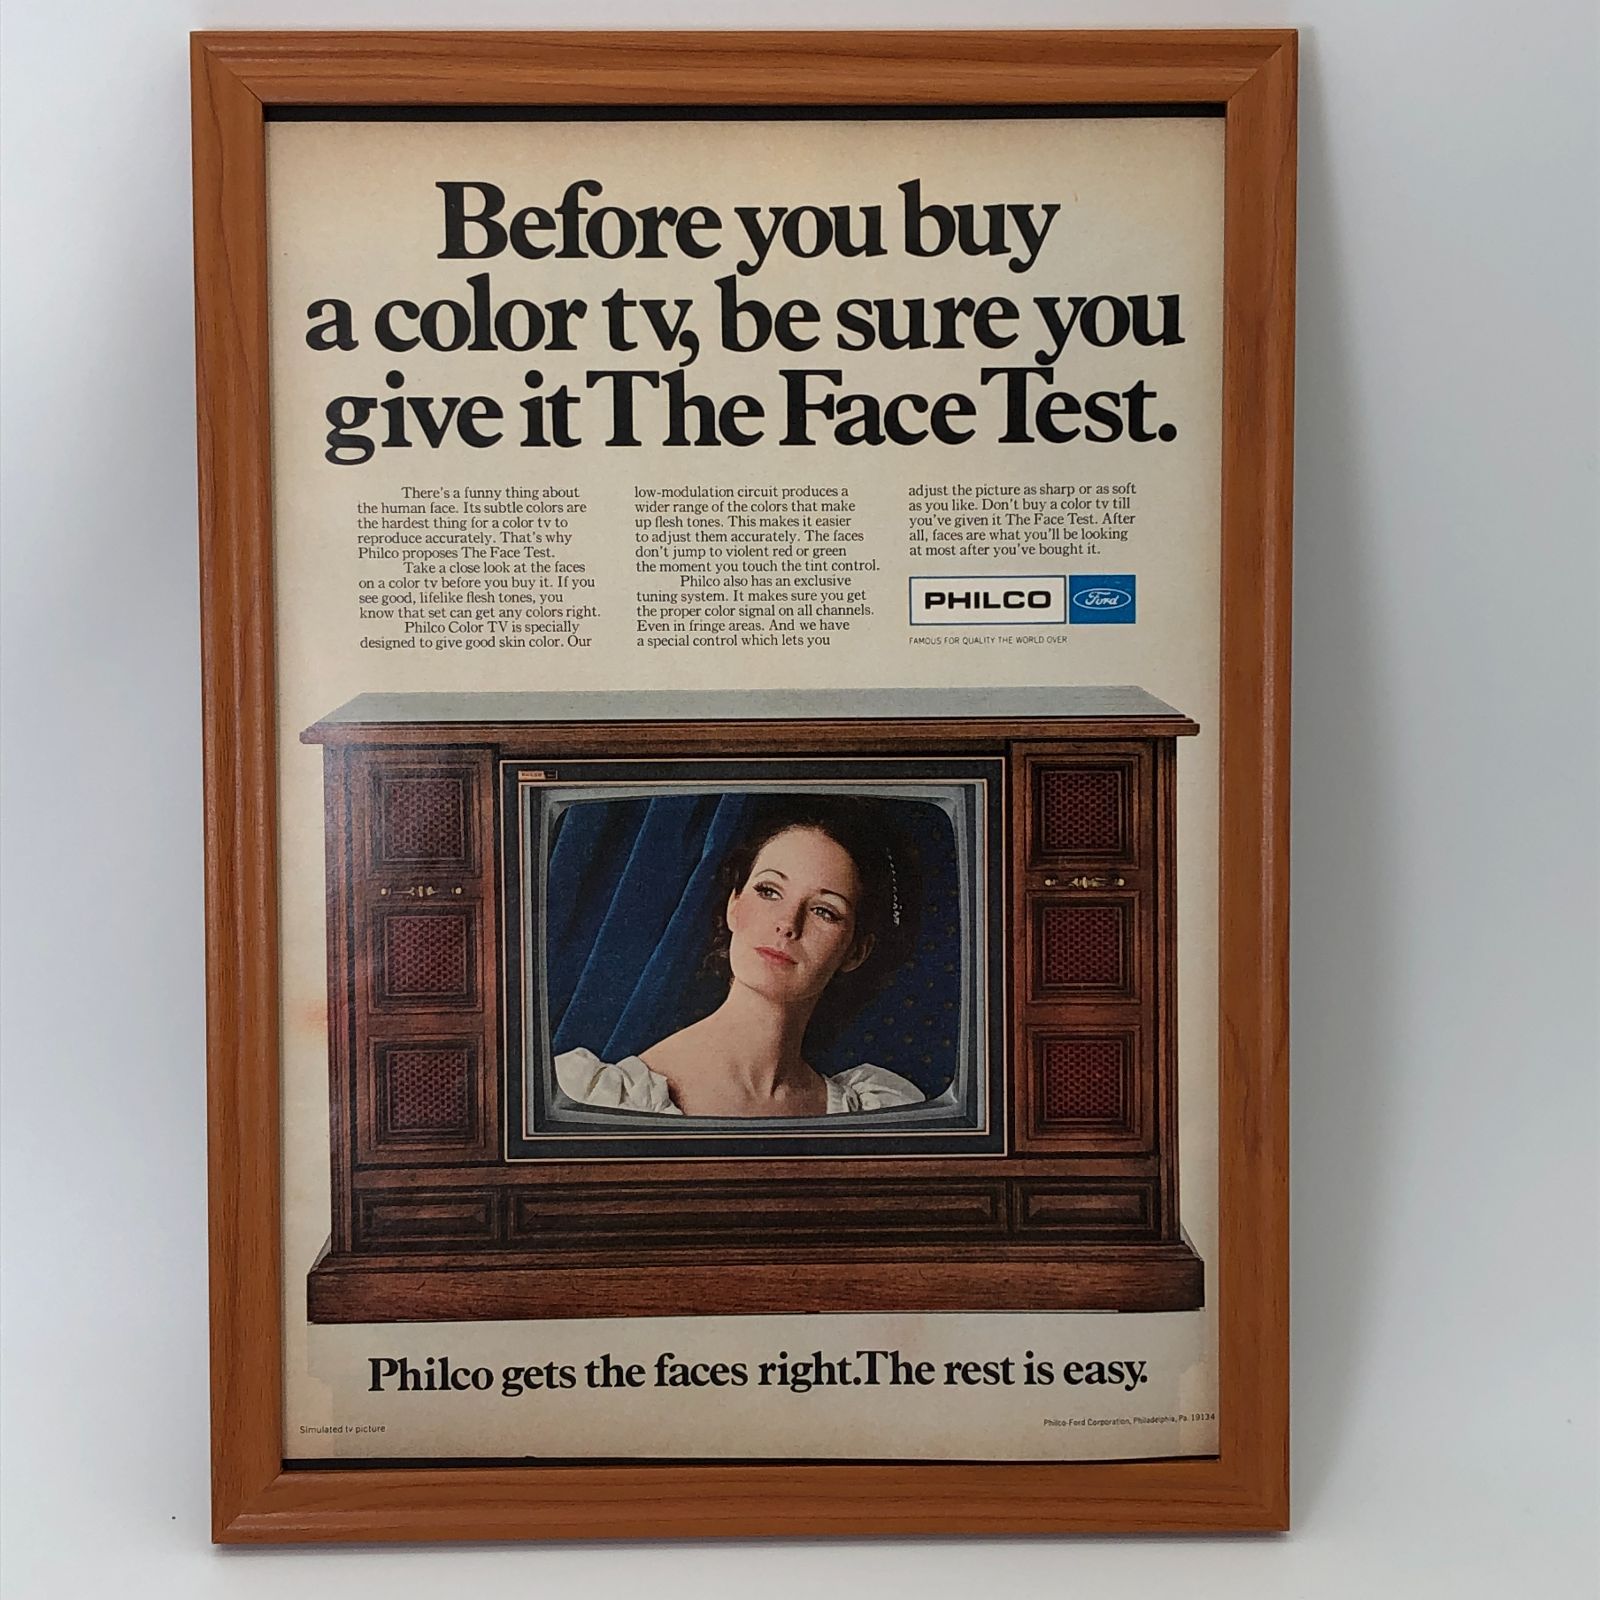 Before you buy
a color tv, be sure you
give it The Face Test.
There's a funny thing about
the human face. Its subtle colors are
the hardest thing for a color tv to
reproduce accurately. That's why
Philco proposes The Face Test.
Take a close look at the faces
on a color tv before you buy it. If you
see good, lifelike flesh tones, you
know that set can get any colors right.
Philco Color TV is specially
designed to give good skin color. Our
low-modulation circuit produces a
wider range of the colors that make
up flesh tones. This makes it easier
to adjust them accurately. The faces
don't jump to violent red or green
the moment you touch the tint control.
Philco also has an exclusive
tuning system. It makes sure you get
the proper color signal on all channels.
Even in fringe areas. And we have
a special control which lets you
adjust the picture as sharp or as soft
as you like. Don't buy a color tv till
you've given it The Face Test. After
all, faces are what you'll be looking
at most after you've bought it.
PHILCO Ford
FAMOUS FOR QUALITY THE WORLD OVER
PHILCO
Philco gets the faces right. The rest is easy.
Simulated tv picture
Philco-Ford Corporation, Philadelphia, Pa. 19134